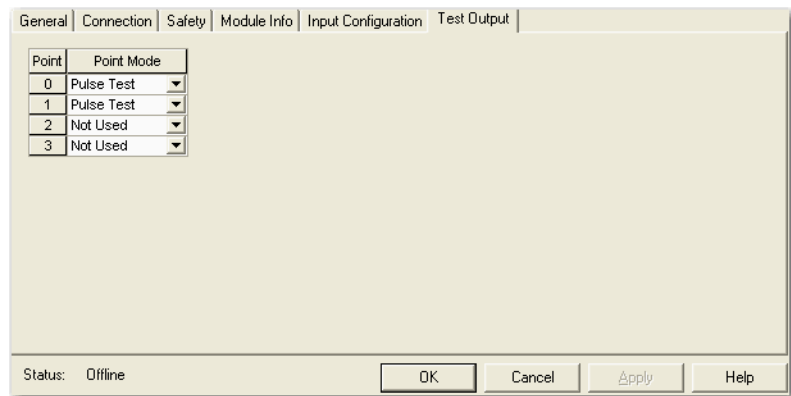 General Connection Safety Module Info Input Configuration Test Output
Point Point Mode
0 Pulse Test
1 Pulse Test
2 Not Used
3 Not Used
Status: Offline OK Cancel Apply Help